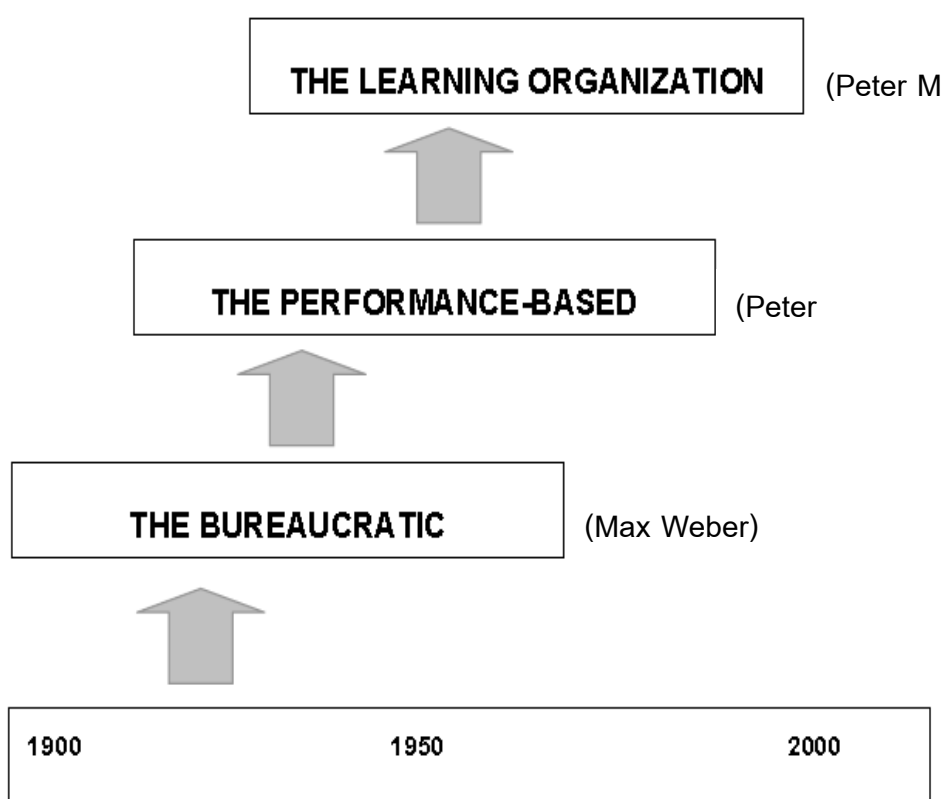 THE LEARNING ORGANIZATION (Peter M
THE PERFORMANCE-BASED (Peter
THE BUREAUCRATIC (Max Weber)
1900 1950 2000